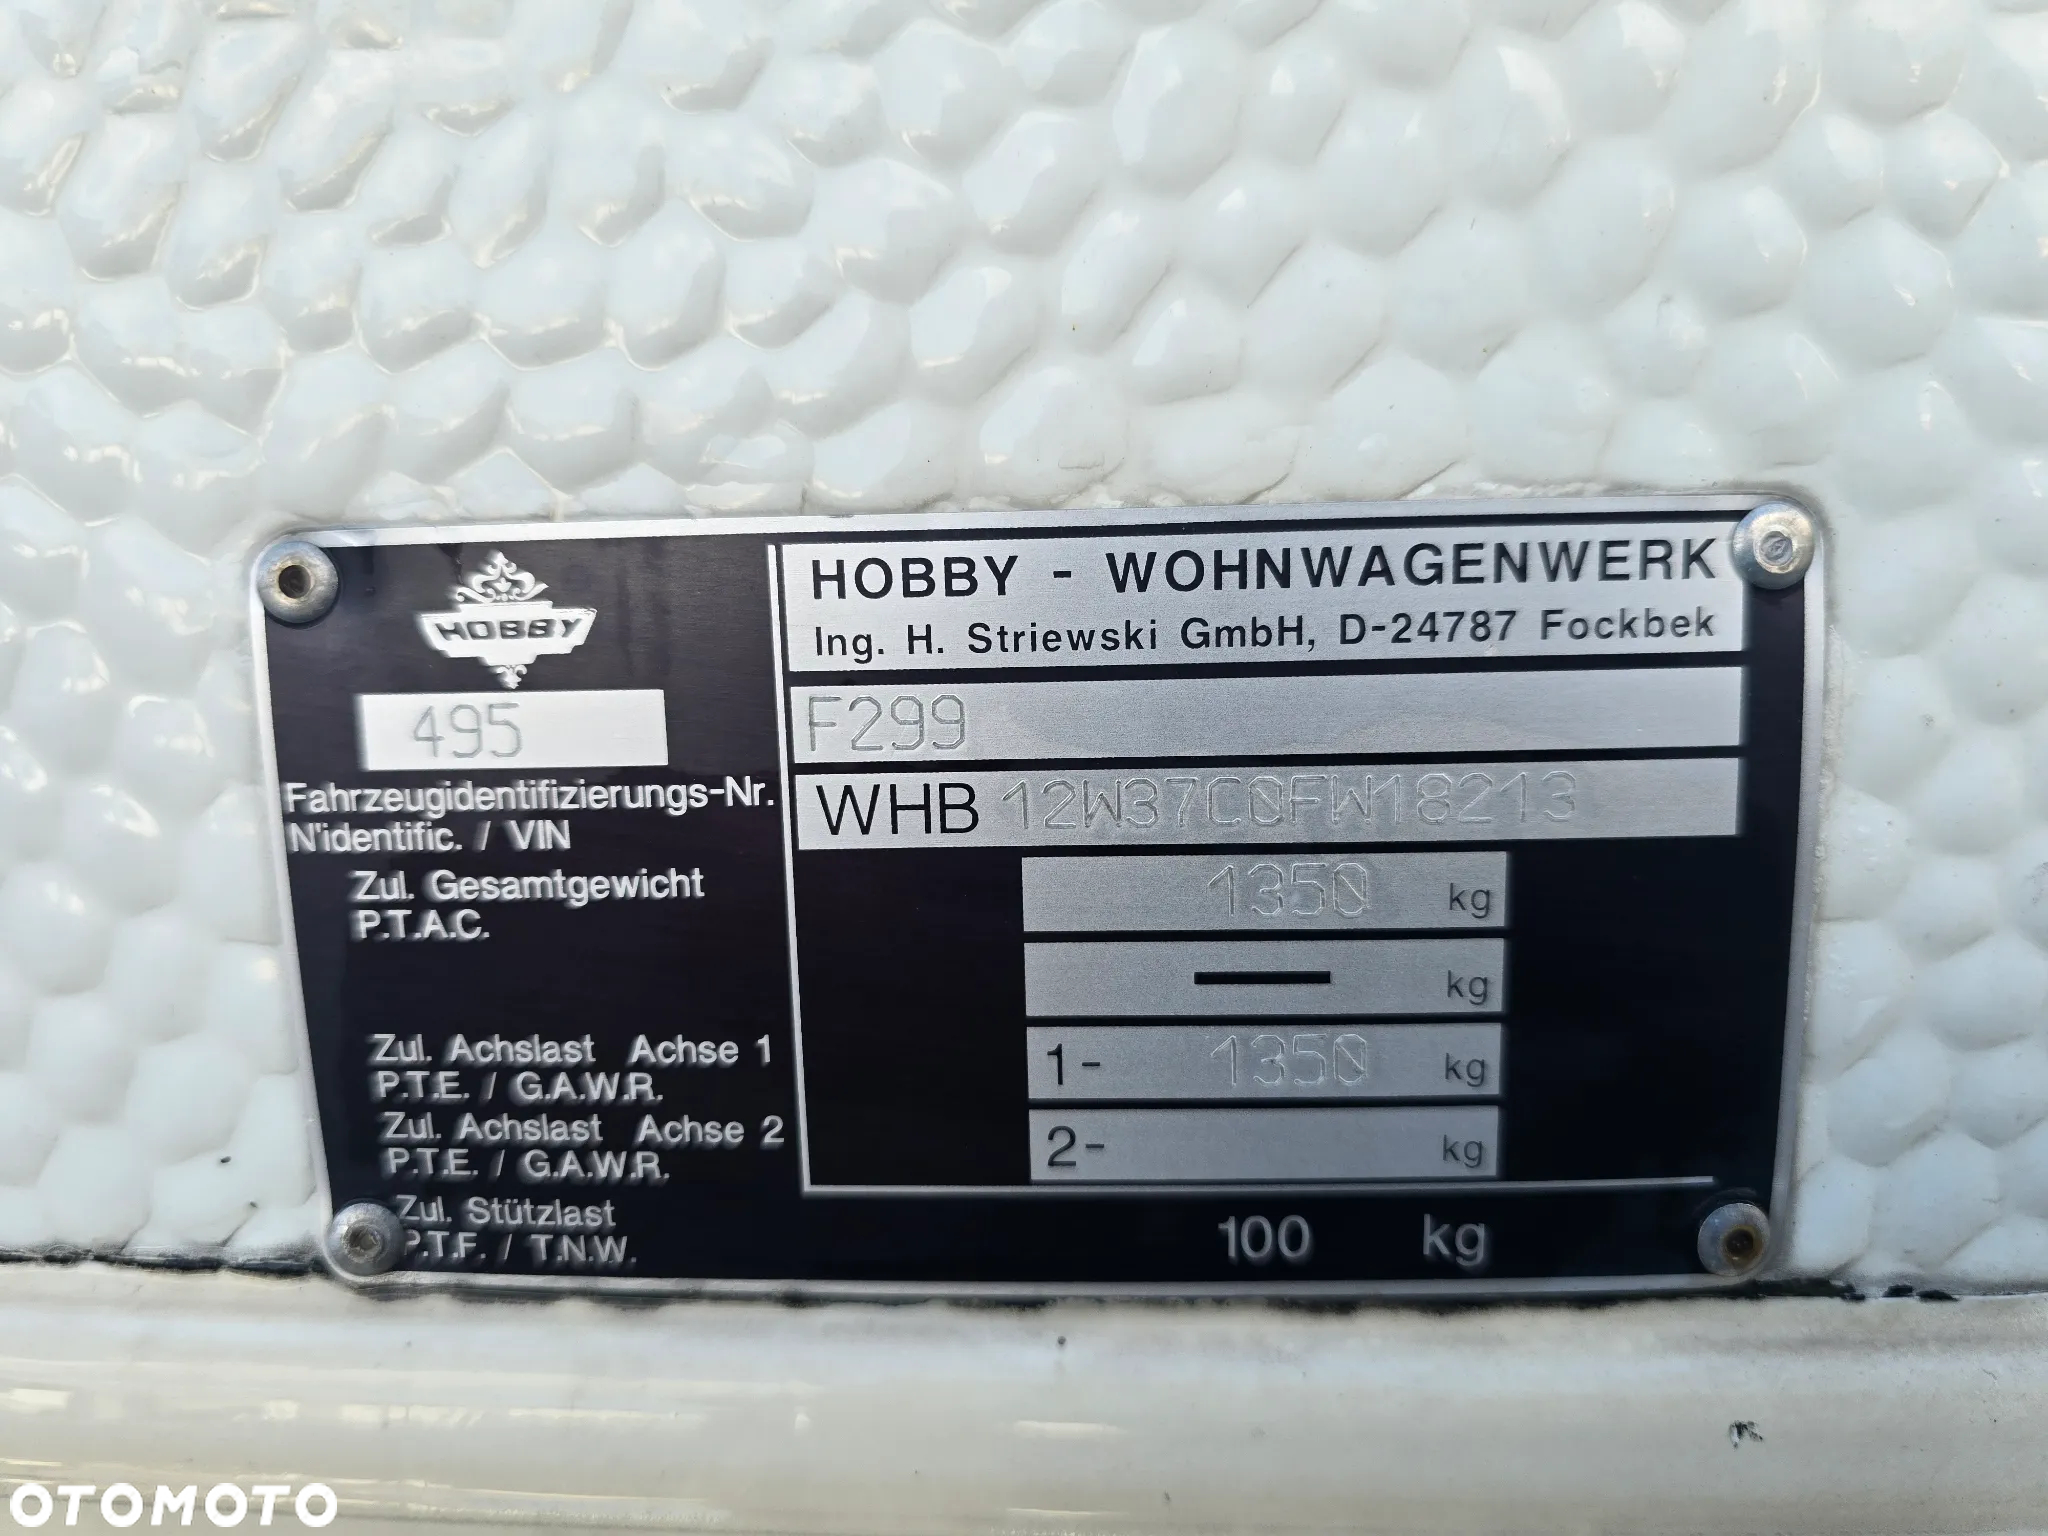 HOBBY
HOBBY - WOHNWAGENWERK
Ing. H. Striewski GmbH, D-24787 Fockbek
495
F299
Fahrzeugidentifizierungs-Nr.
N'identific. / VIN
WHB 12W37C0FW18213
Zul. Gesamtgewicht
P.T.A.C.
1350 kg
— kg
Zul. Achslast Achse 1
P.T.E. / G.A.W.R.
1- 1350 kg
Zul. Achslast Achse 2
P.T.E. / G.A.W.R.
2- kg
Zul. Stützlast
P.T.F. / T.N.W.
100 kg
OTOMOTO